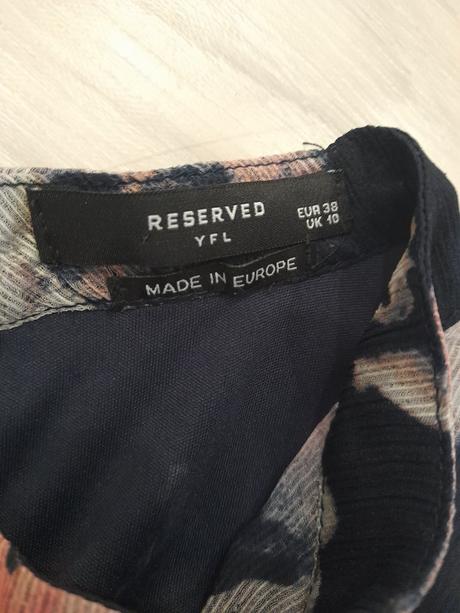 RESERVED
YFL
EUR 38
UK 10
MADE IN EUROPE